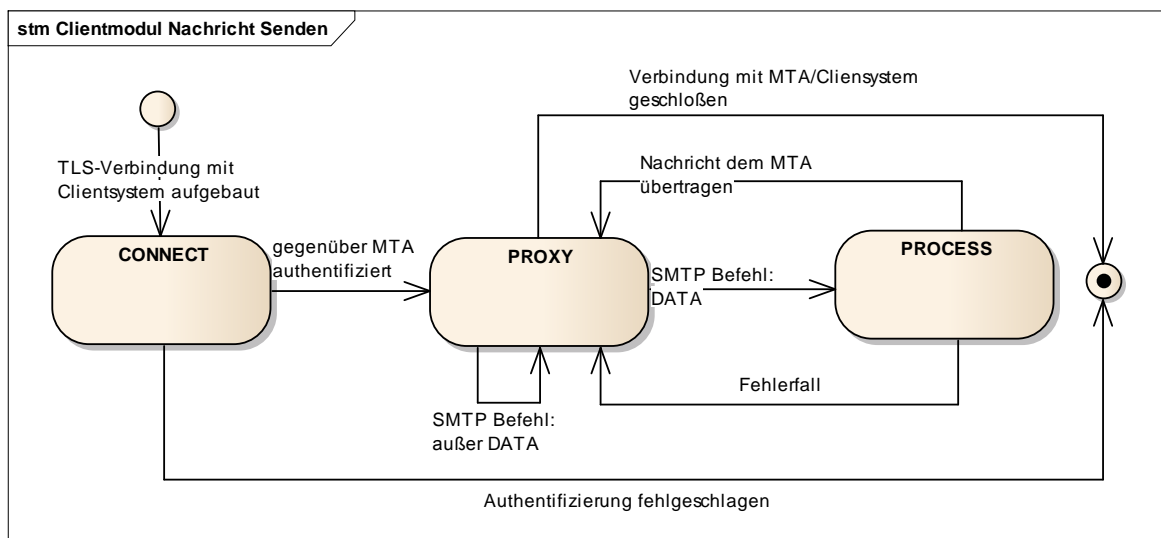 stm Clientmodul Nachricht Senden
Verbindung mit MTA/Cliensystem
geschloßen
TLS-Verbindung mit
Clientsystem aufgebaut
Nachricht dem MTA
übertragen
CONNECT
gegenüber MTA
authentifiziert
PROXY
SMTP Befehl:
DATA
PROCESS
Fehlerfall
SMTP Befehl:
außer DATA
Authentifizierung fehlgeschlagen